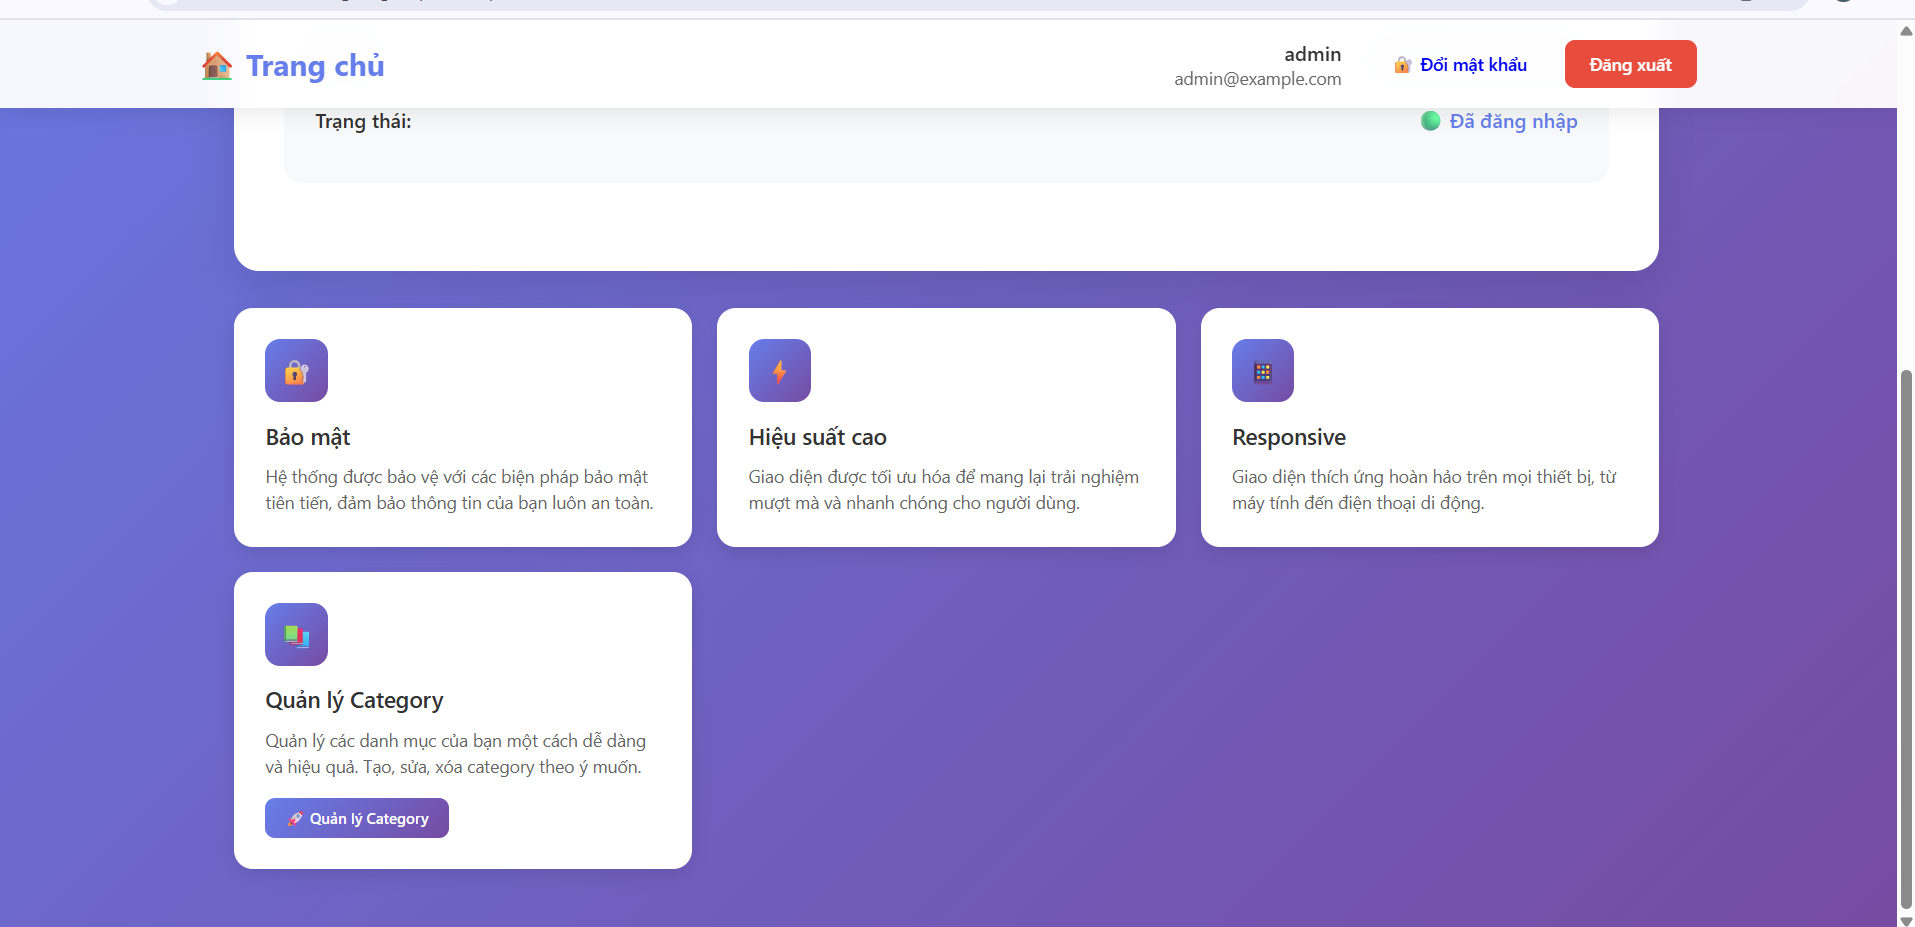 Trang chủ
admin
admin@example.com
Đổi mật khẩu
Đăng xuất
Trạng thái:
Đã đăng nhập
Bảo mật
Hệ thống được bảo vệ với các biện pháp bảo mật
tiên tiến, đảm bảo thông tin của bạn luôn an toàn.
Hiệu suất cao
Giao diện được tối ưu hóa để mang lại trải nghiệm
mượt mà và nhanh chóng cho người dùng.
Responsive
Giao diện thích ứng hoàn hảo trên mọi thiết bị, từ
máy tính đến điện thoại di động.
Quản lý Category
Quản lý các danh mục của bạn một cách dễ dàng
và hiệu quả. Tạo, sửa, xóa category theo ý muốn.
Quản lý Category